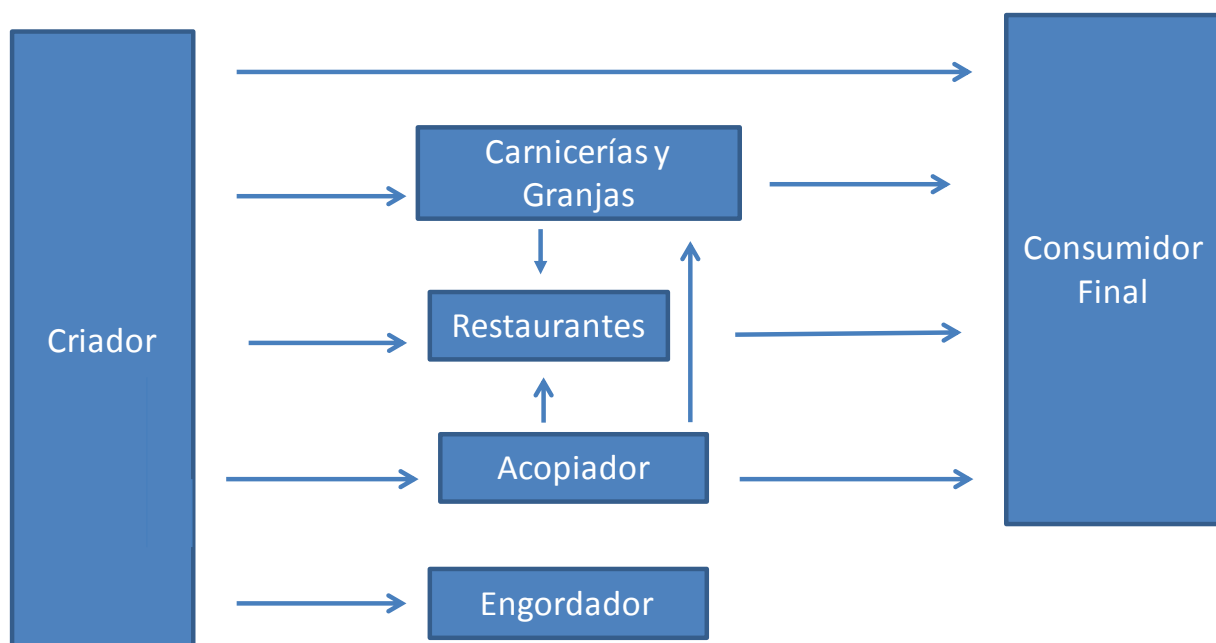 Criador
Carnicerías y
Granjas
Restaurantes
Acopiador
Engordador
Consumidor
Final